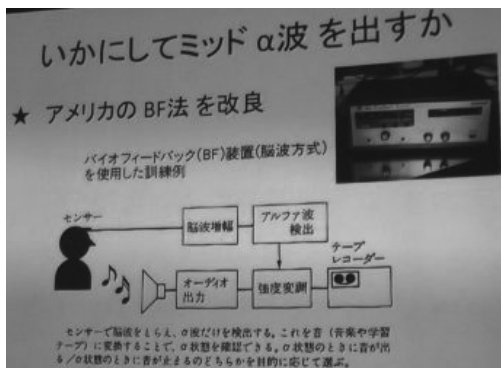 いかにしてミッド α波 を出すか
★ アメリカの BF法 を改良
バイオフィードバック(BF)装置(脳波方式)
を使用した訓練例
センサー
脳波増幅
アルファ波
検出
テープ
レコーダー
オーディオ
出力
強度変調
センサーで脳波をとらえ、α波だけを検出する。これを音（音楽や学習
テープ）に変換することで、α状態を確認できる。α状態のときに音が出
る／α状態のときに音が止まるのどちらかを目的に応じて選ぶ。